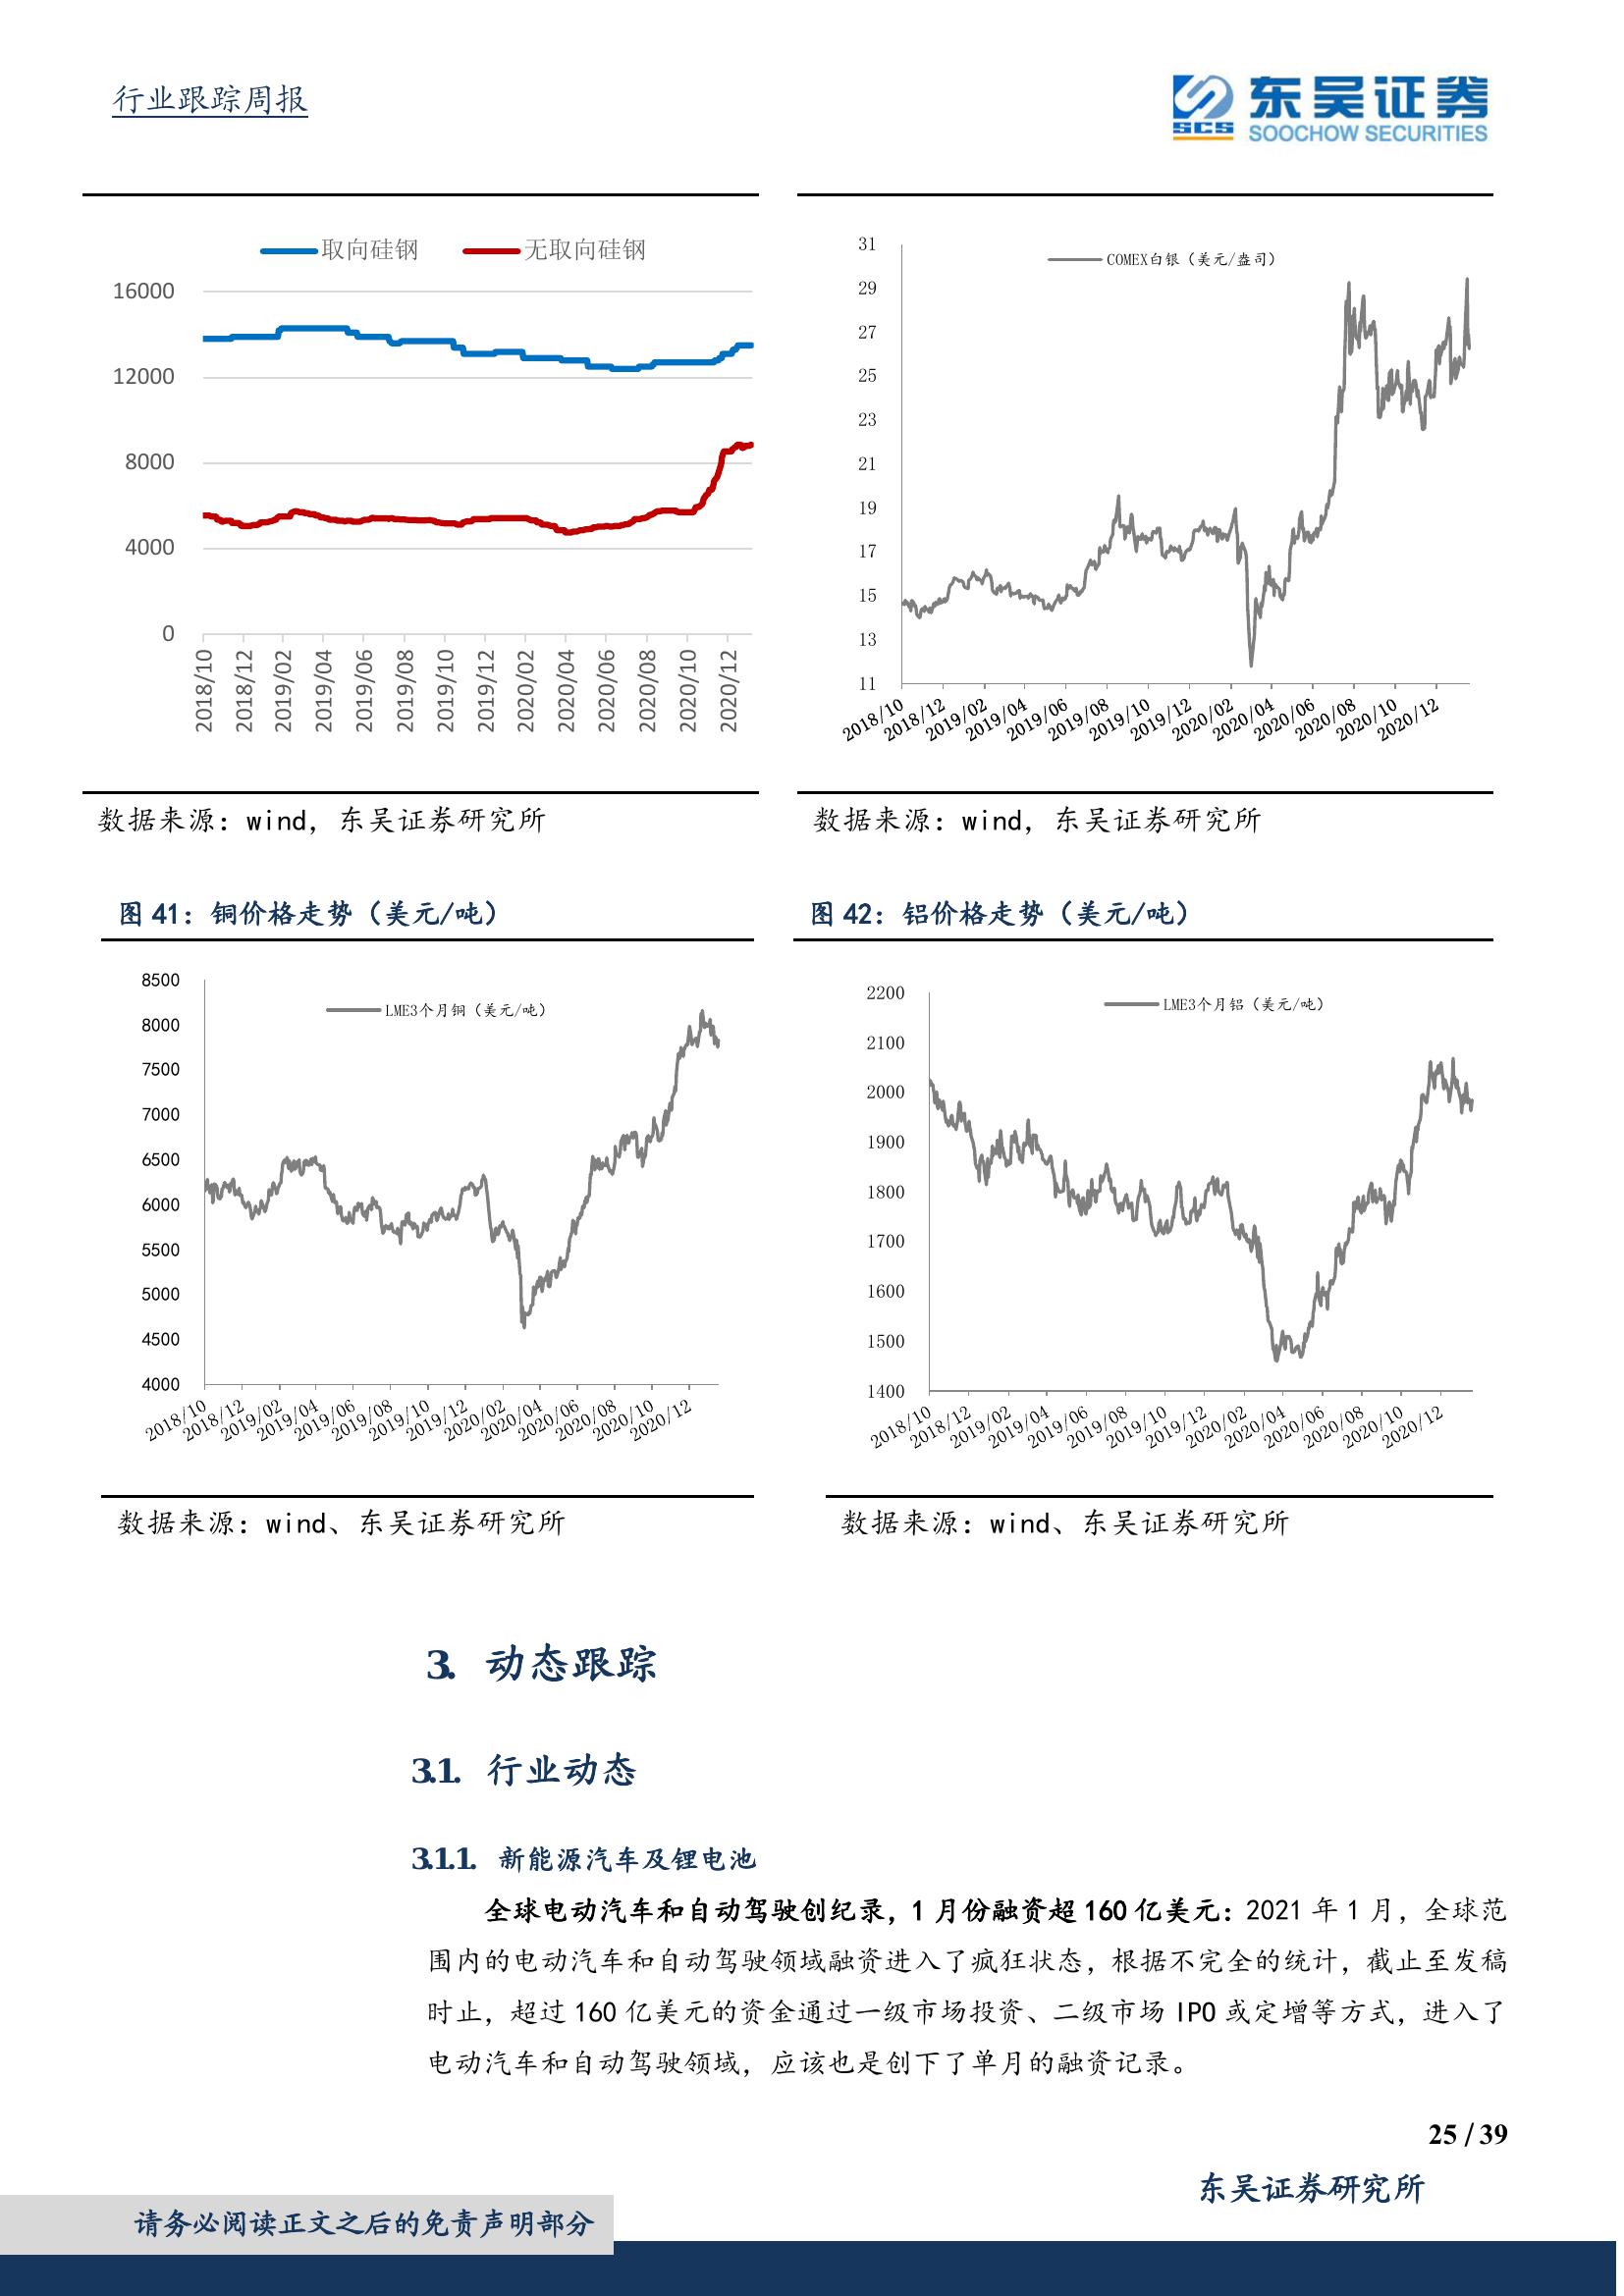 行业跟踪周报
东吴证券
SCS
SOOCHOW SECURITIES
取向硅钢 无取向硅钢
16000
12000
8000
4000
0
2018/10 2018/12 2019/02 2019/04 2019/06 2019/08 2019/10 2019/12 2020/02 2020/04 2020/06 2020/08 2020/10 2020/12
COMEX白银（美元/盎司）
31
29
27
25
23
21
19
17
15
13
11
2018/10 2018/12 2019/02 2019/04 2019/06 2019/08 2019/10 2019/12 2020/02 2020/04 2020/06 2020/08 2020/10 2020/12
数据来源：wind，东吴证券研究所
数据来源：wind，东吴证券研究所
图 41：铜价格走势（美元/吨）
LME3个月铜（美元/吨）
8500
8000
7500
7000
6500
6000
5500
5000
4500
4000
2018/10 2018/12 2019/02 2019/04 2019/06 2019/08 2019/10 2019/12 2020/02 2020/04 2020/06 2020/08 2020/10 2020/12
数据来源：wind、东吴证券研究所
图 42：铝价格走势（美元/吨）
LME3个月铝（美元/吨）
2200
2100
2000
1900
1800
1700
1600
1500
1400
2018/10 2018/12 2019/02 2019/04 2019/06 2019/08 2019/10 2019/12 2020/02 2020/04 2020/06 2020/08 2020/10 2020/12
数据来源：wind、东吴证券研究所
3. 动态跟踪
3.1. 行业动态
3.1.1. 新能源汽车及锂电池
全球电动汽车和自动驾驶创纪录，1 月份融资超 160 亿美元：2021 年 1 月，全球范
围内的电动汽车和自动驾驶领域融资进入了疯狂状态，根据不完全的统计，截止至发稿
时止，超过 160 亿美元的资金通过一级市场投资、二级市场 IPO 或定增等方式，进入了
电动汽车和自动驾驶领域，应该也是创下了单月的融资记录。
25 / 39
东吴证券研究所
请务必阅读正文之后的免责声明部分